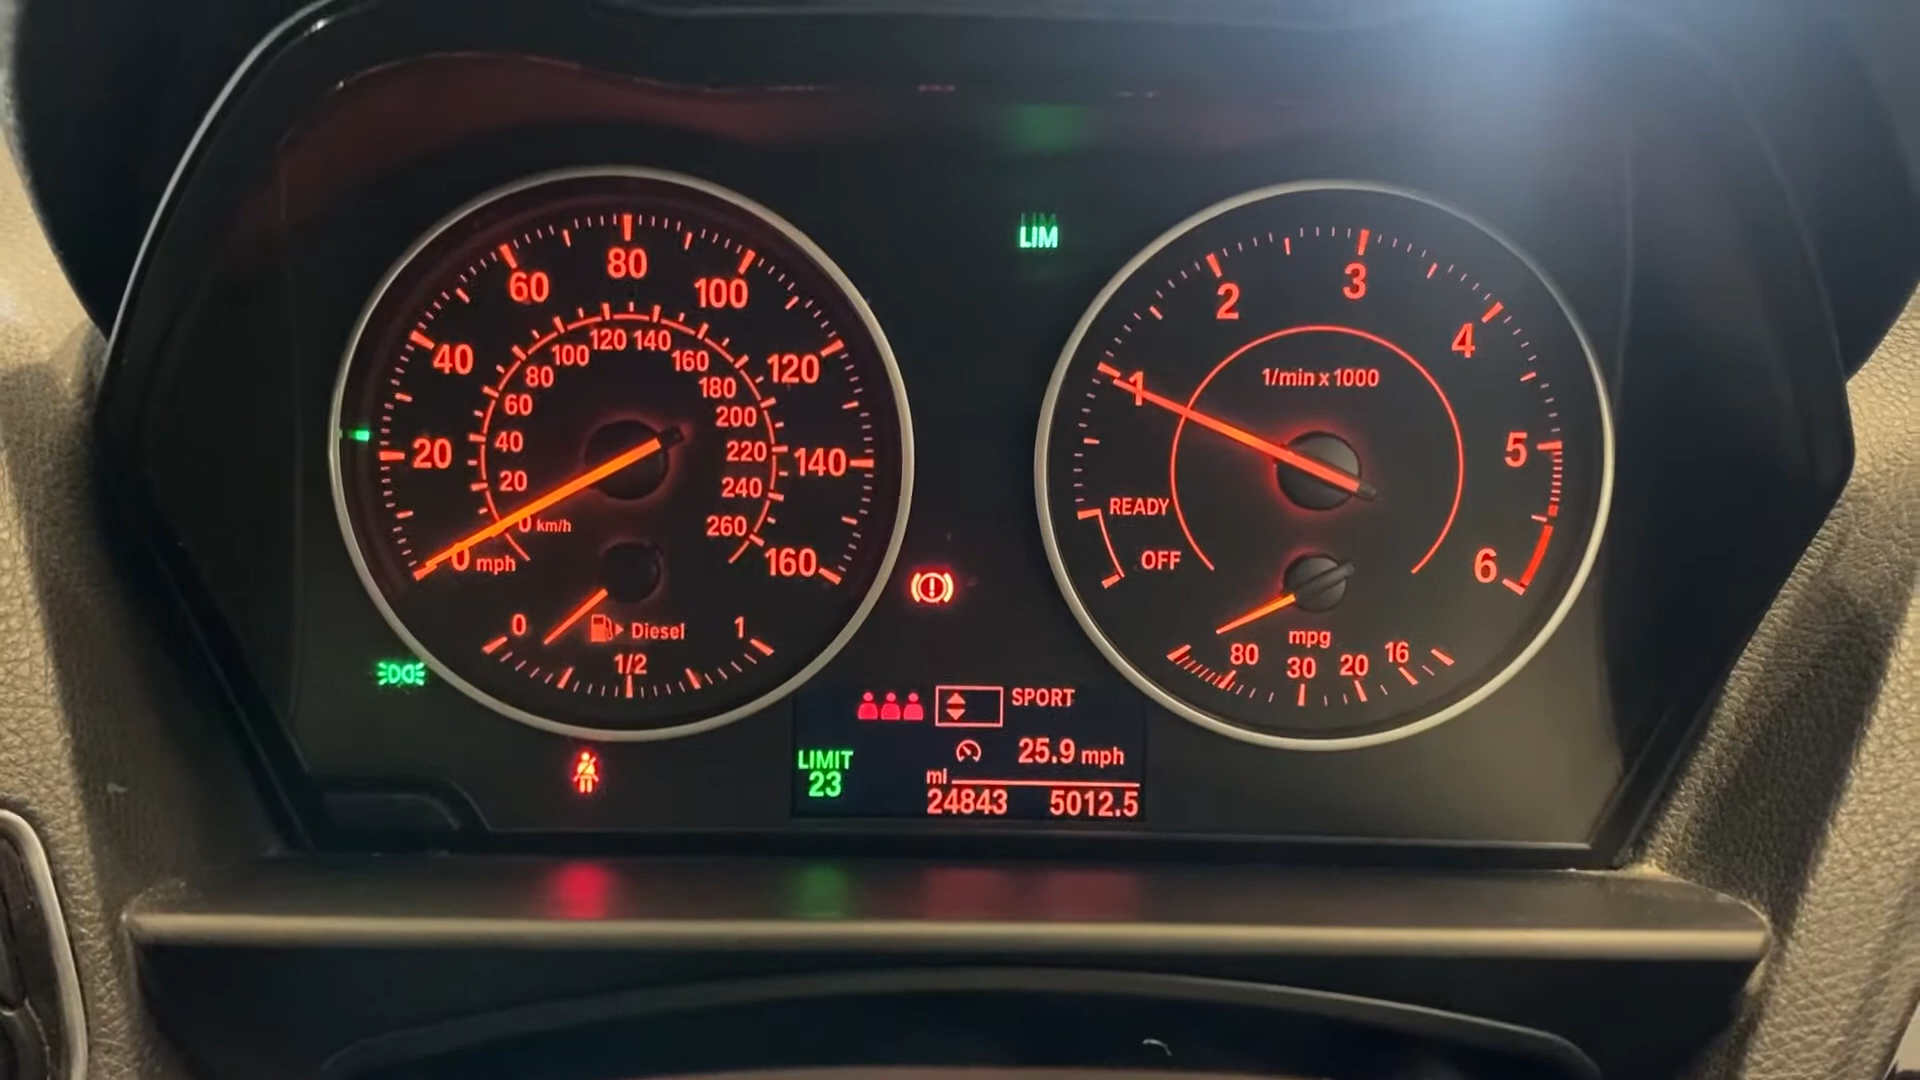 LIM
80
60
100
40
120
20
140
0 mph
160
120 140
100
160
80
180
60
200
40
220
20
240
0 km/h
260
0
Diesel
1
1/2
3
2
4
1/min x 1000
1
5
READY
OFF
6
mpg
80
30
20
16
SPORT
LIMIT
23
25.9 mph
mi
24843 5012.5